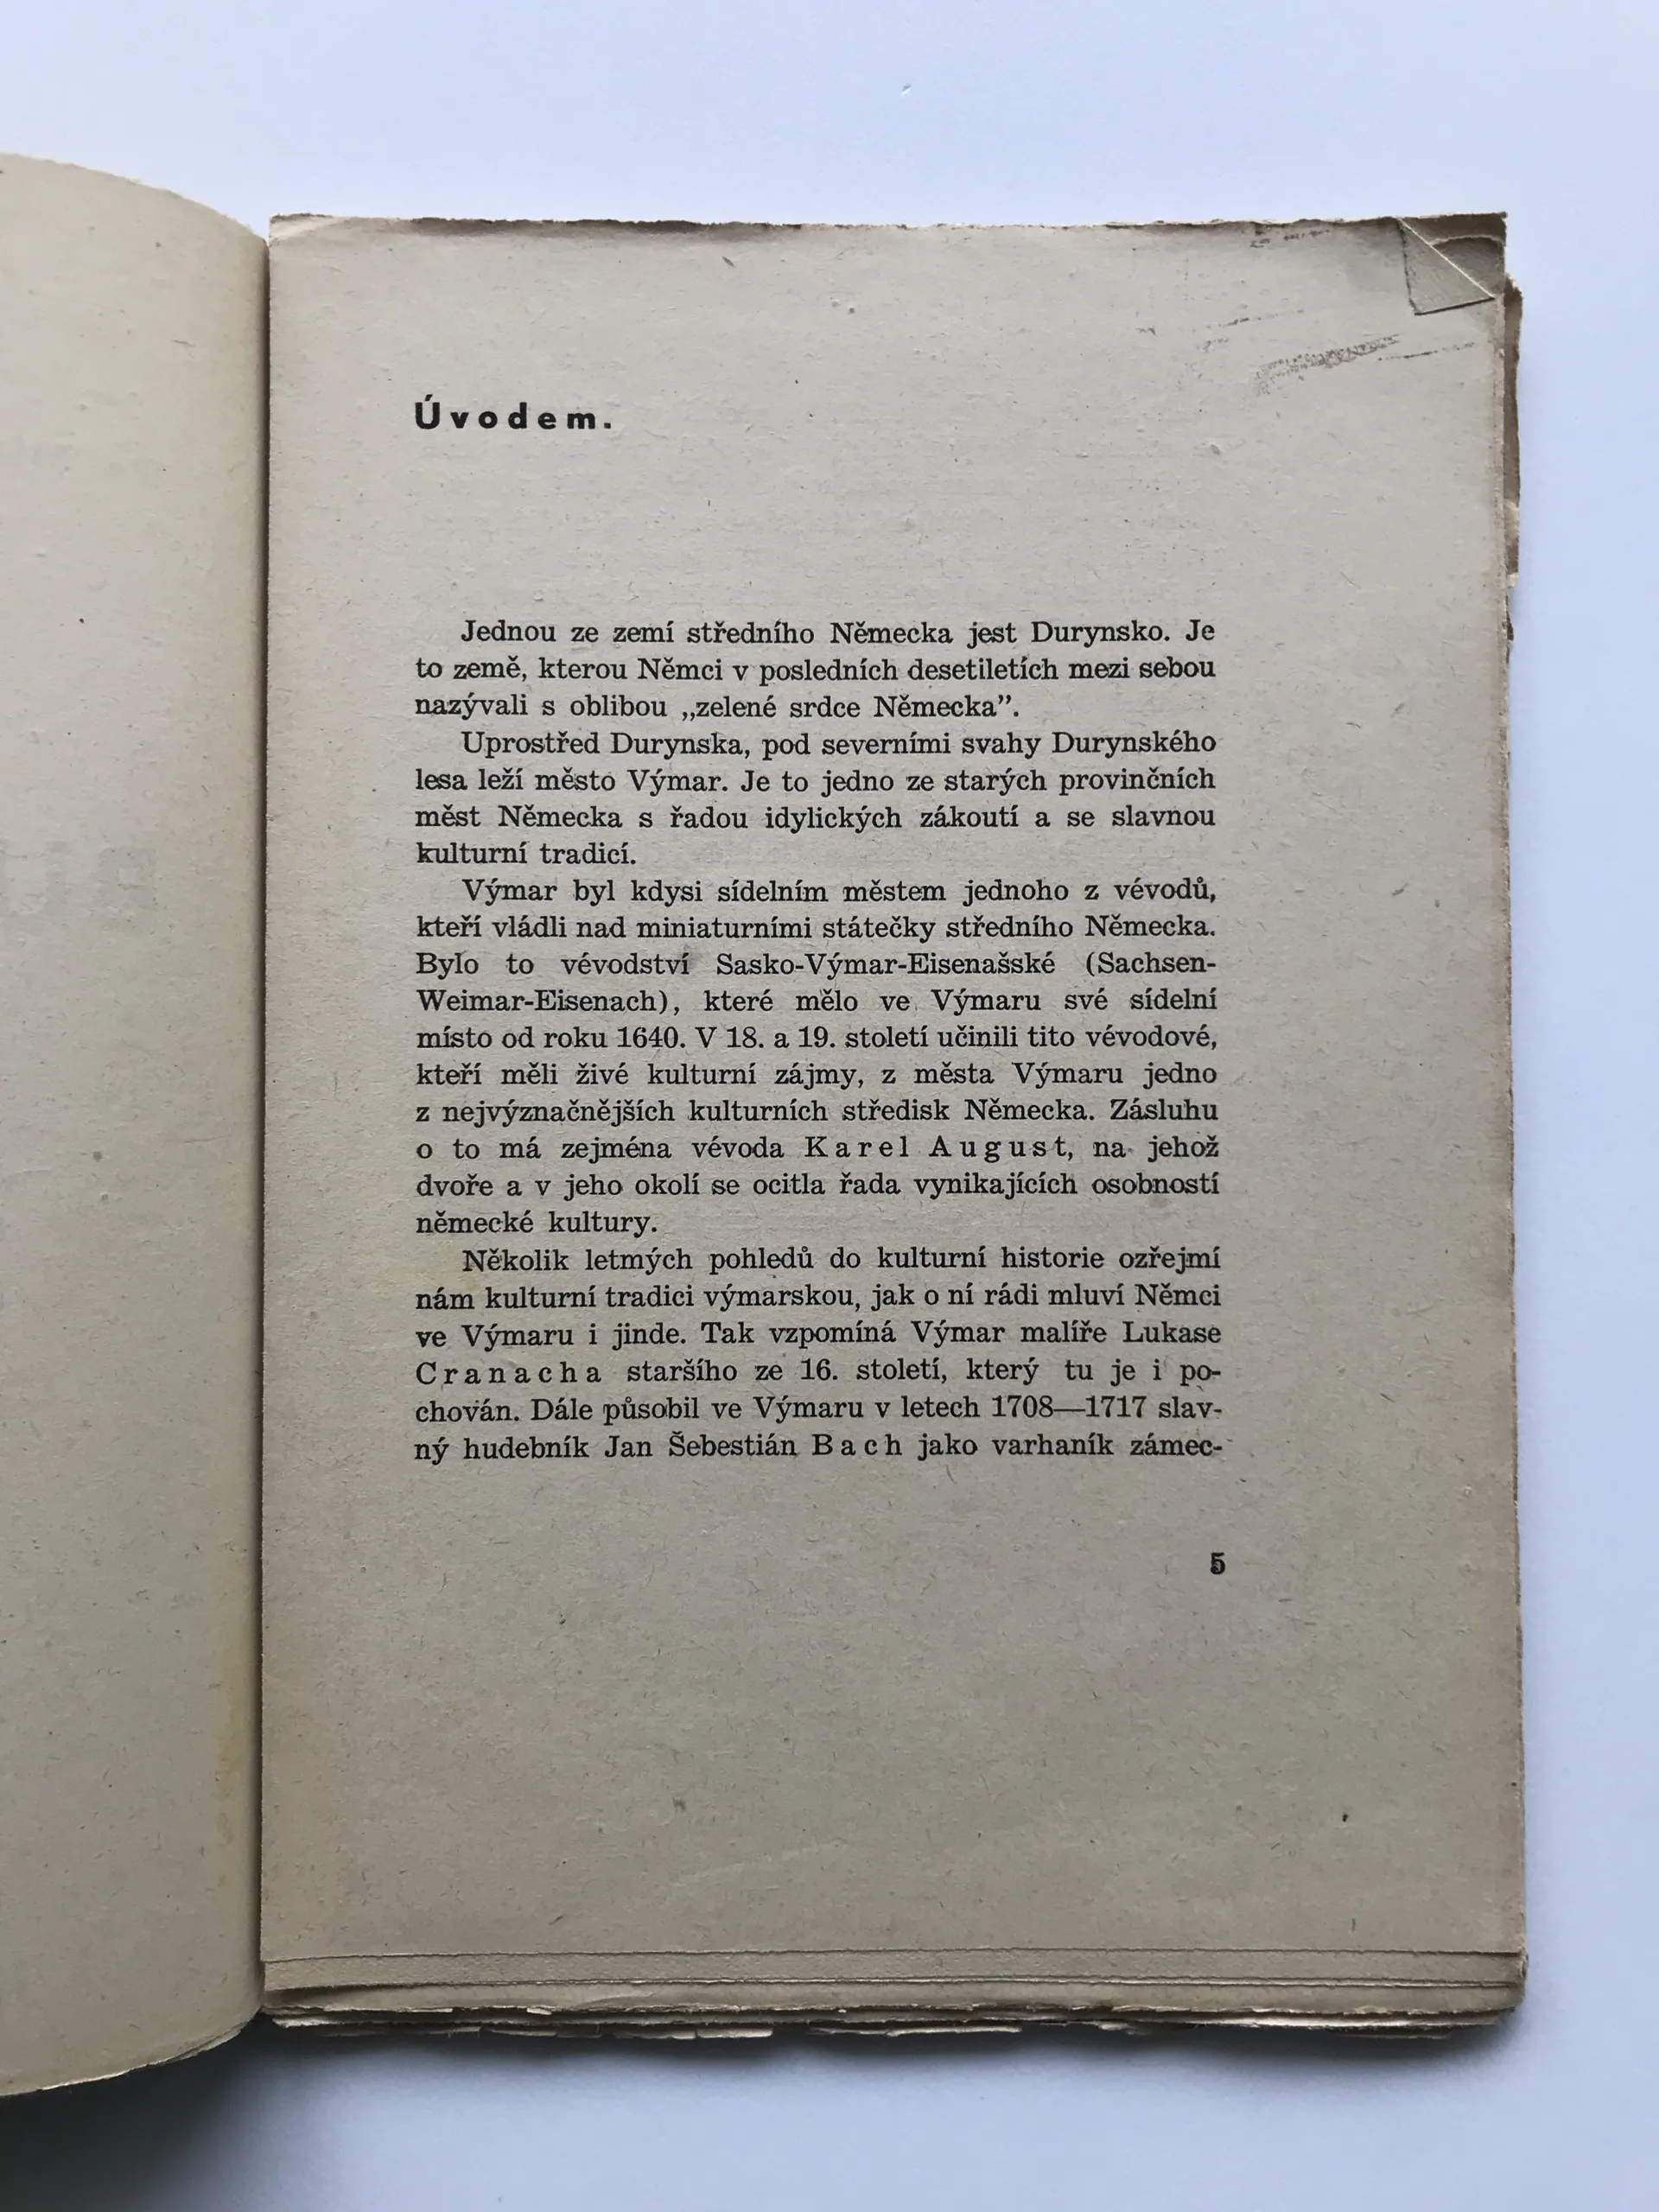 Úvodem.
Jednou ze zemí středního Německa jest Durynsko. Je
to země, kterou Němci v posledních desetiletích mezi sebou
nazývali s oblibou „zelené srdce Německa”.
Uprostřed Durynska, pod severními svahy Durynského
lesa leží město Výmar. Je to jedno ze starých provinčních
měst Německa s řadou idylických zákoutí a se slavnou
kulturní tradicí.
Výmar byl kdysi sídelním městem jednoho z vévodů,
kteří vládli nad miniaturními státečky středního Německa.
Bylo to vévodství Sasko-Výmar-Eisenašské (Sachsen-
Weimar-Eisenach), které mělo ve Výmaru své sídelní
místo od roku 1640. V 18. a 19. století učinili tito vévodové,
kteří měli živé kulturní zájmy, z města Výmaru jedno
z nejvýznačnějších kulturních středisk Německa. Zásluhu
o to má zejména vévoda Karel August, na jehož
dvoře a v jeho okolí se ocitla řada vynikajících osobností
německé kultury.
Několik letmých pohledů do kulturní historie ozřejmí
nám kulturní tradici výmarskou, jak o ní rádi mluví Němci
ve Výmaru i jinde. Tak vzpomíná Výmar malíře Lukase
Cranacha staršího ze 16. století, který tu je i po-
chován. Dále působil ve Výmaru v letech 1708—1717 slav-
ný hudebník Jan Šebestián Bach jako varhaník zámec-
5